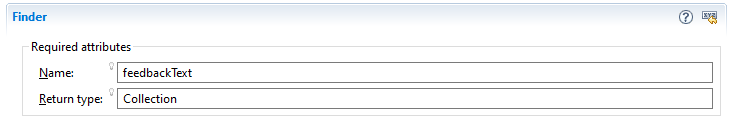 Finder
Required attributes
Name: feedbackText
Return type: Collection